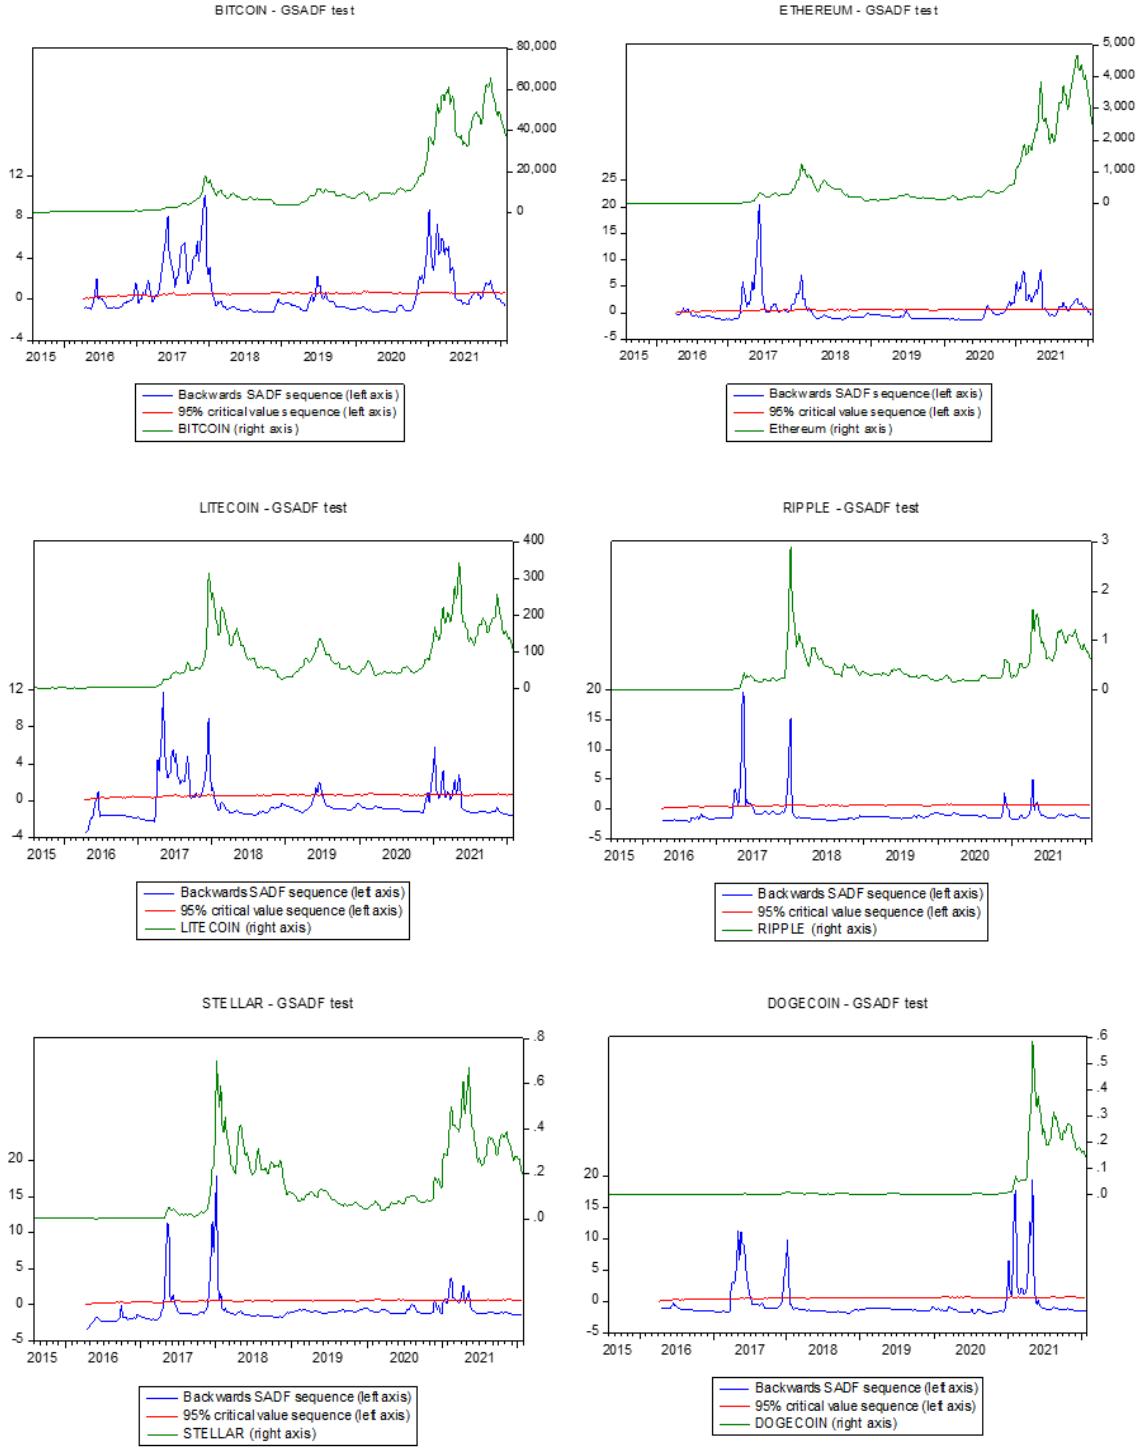 BITCOIN - GSADF test
80,000
60,000
40,000
20,000
0
12
8
4
0
-4
2015 2016 2017 2018 2019 2020 2021
Backwards SADF sequence (left axis)
95% critical value sequence (left axis)
BITCOIN (right axis)
ETHEREUM - GSADF test
5,000
4,000
3,000
2,000
1,000
0
25
20
15
10
5
0
-5
2015 2016 2017 2018 2019 2020 2021
Backwards SADF sequence (left axis)
95% critical value sequence (left axis)
Ethereum (right axis)
LITECOIN - GSADF test
400
300
200
100
0
12
8
4
0
-4
2015 2016 2017 2018 2019 2020 2021
Backwards SADF sequence (left axis)
95% critical value sequence (left axis)
LITECOIN (right axis)
RIPPLE - GSADF test
3
2
1
0
20
15
10
5
0
-5
2015 2016 2017 2018 2019 2020 2021
Backwards SADF sequence (left axis)
95% critical value sequence (left axis)
RIPPLE (right axis)
STELLAR - GSADF test
.8
.6
.4
.2
.0
20
15
10
5
0
-5
2015 2016 2017 2018 2019 2020 2021
Backwards SADF sequence (left axis)
95% critical value sequence (left axis)
STELLAR (right axis)
DOGECOIN - GSADF test
.6
.5
.4
.3
.2
.1
.0
20
15
10
5
0
-5
2015 2016 2017 2018 2019 2020 2021
Backwards SADF sequence (left axis)
95% critical value sequence (left axis)
DOGECOIN (right axis)